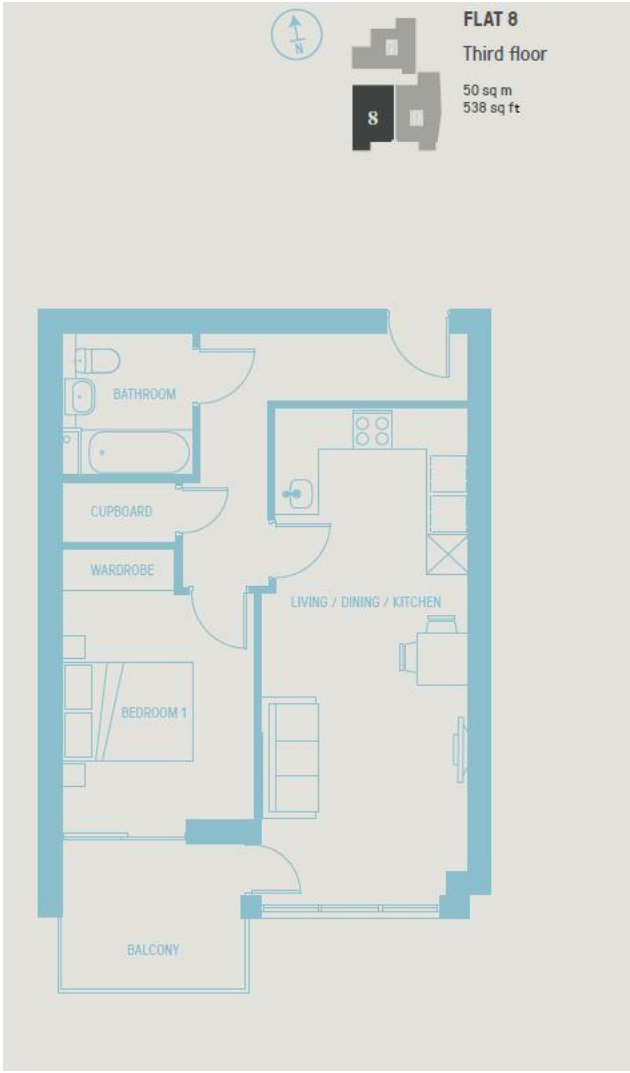 FLAT 8
Third floor
50 sq m
538 sq ft
N
8
BATHROOM
CUPBOARD
WARDROBE
LIVING / DINING / KITCHEN
BEDROOM 1
BALCONY